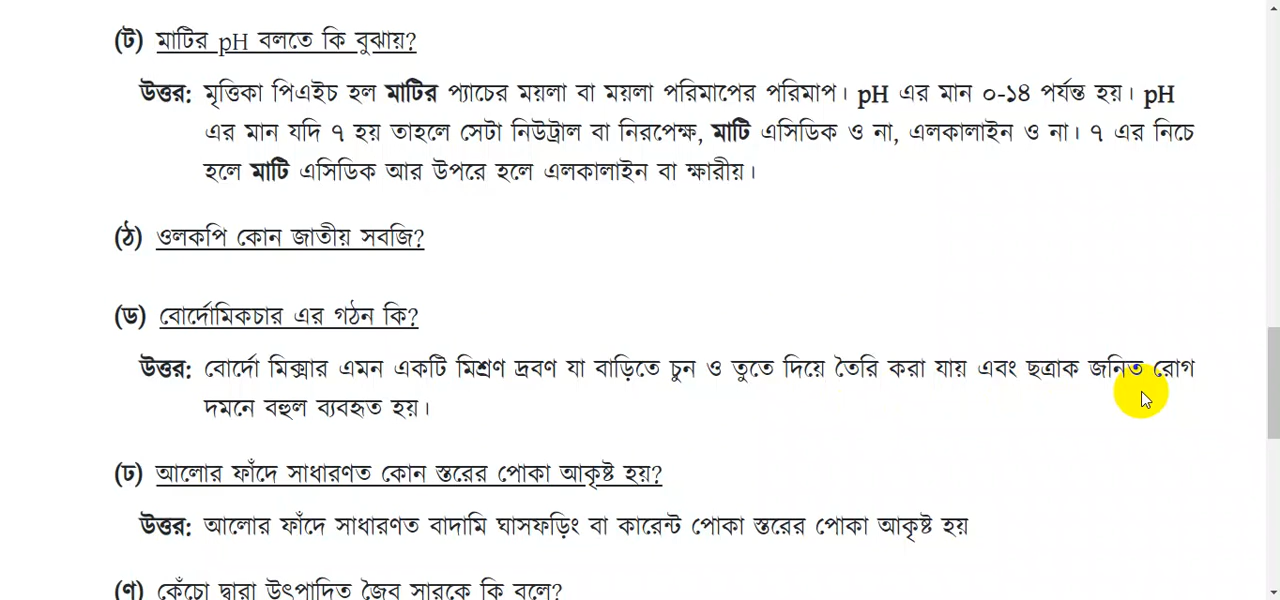 (ট) মাটির pH বলতে কি বুঝায়?
উত্তর: মৃত্তিকা পিএইচ হল মাটির প্যাচের ময়লা বা ময়লা পরিমাপের পরিমাপ। pH এর মান ০-১৪ পর্যন্ত হয়। pH
এর মান যদি ৭ হয় তাহলে সেটা নিউট্রাল বা নিরপেক্ষ, মাটি এসিডিক ও না, এলকালাইন ও না। ৭ এর নিচে
হলে মাটি এসিডিক আর উপরে হলে এলকালাইন বা ক্ষারীয়।
(ঠ) ওলকপি কোন জাতীয় সবজি?
(ড) বোর্দোমিকচার এর গঠন কি?
উত্তর: বোর্দো মিক্সার এমন একটি মিশ্রণ দ্রবণ যা বাড়িতে চুন ও তুতে দিয়ে তৈরি করা যায় এবং ছত্রাক জনিত রোগ
দমনে বহুল ব্যবহৃত হয়।
(ঢ) আলোর ফাঁদে সাধারণত কোন স্তরের পোকা আকৃষ্ট হয়?
উত্তর: আলোর ফাঁদে সাধারণত বাদামি ঘাসফড়িং বা কারেন্ট পোকা স্তরের পোকা আকৃষ্ট হয়
(ণ) কেঁচো দ্বারা উৎপাদিত জৈব সারকে কি বলে?